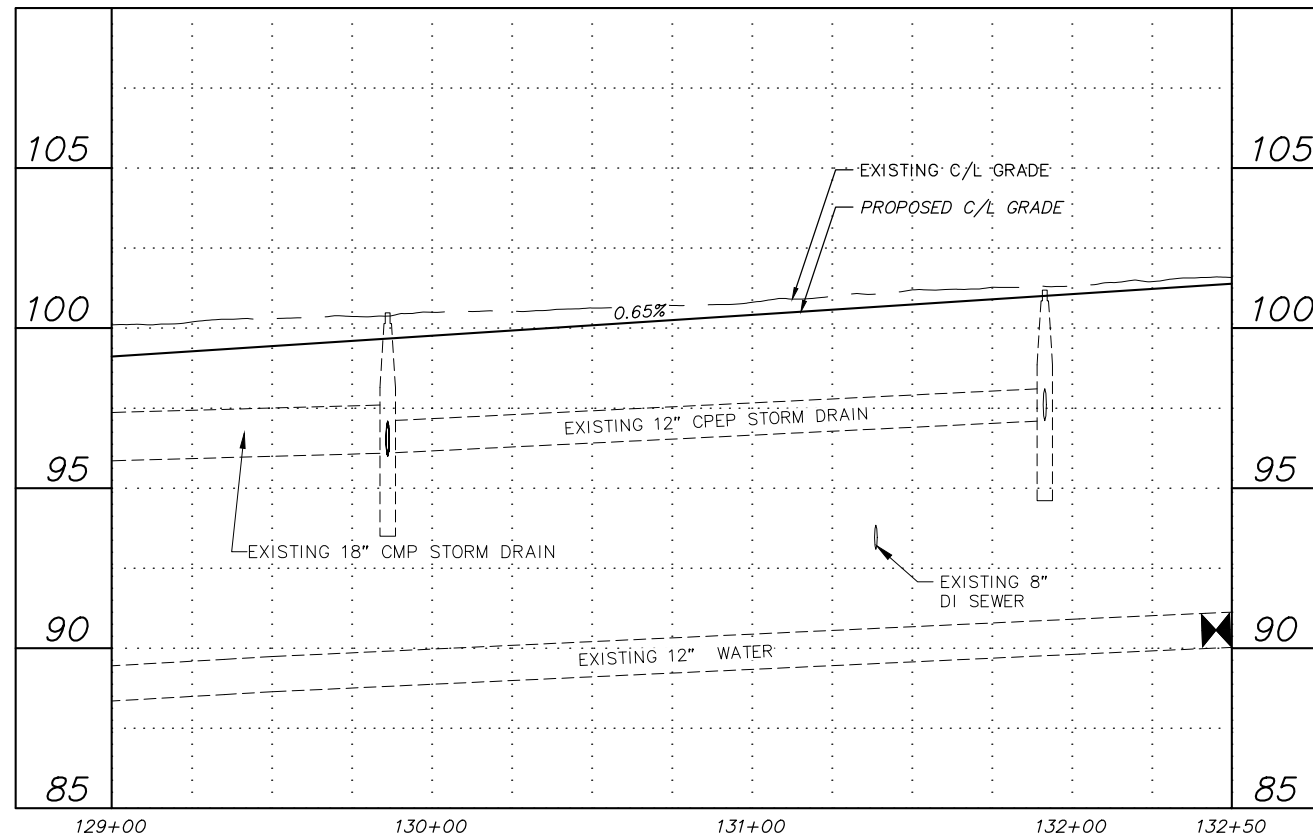 105
105
EXISTING C/L GRADE
PROPOSED C/L GRADE
100
100
0.65%
EXISTING 12" CPEP STORM DRAIN
95
95
EXISTING 18" CMP STORM DRAIN
EXISTING 8"
DI SEWER
90
90
EXISTING 12" WATER
85
85
129+00
130+00
131+00
132+00
132+50